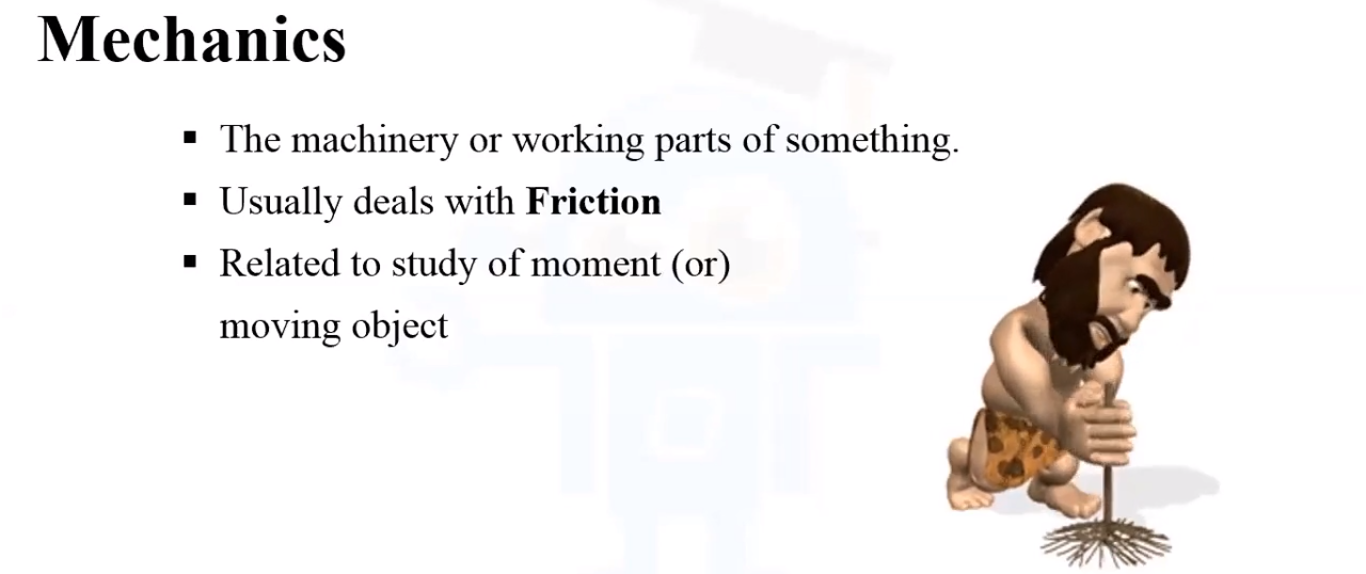 Mechanics
▪ The machinery or working parts of something.
▪ Usually deals with Friction
▪ Related to study of moment (or)
moving object